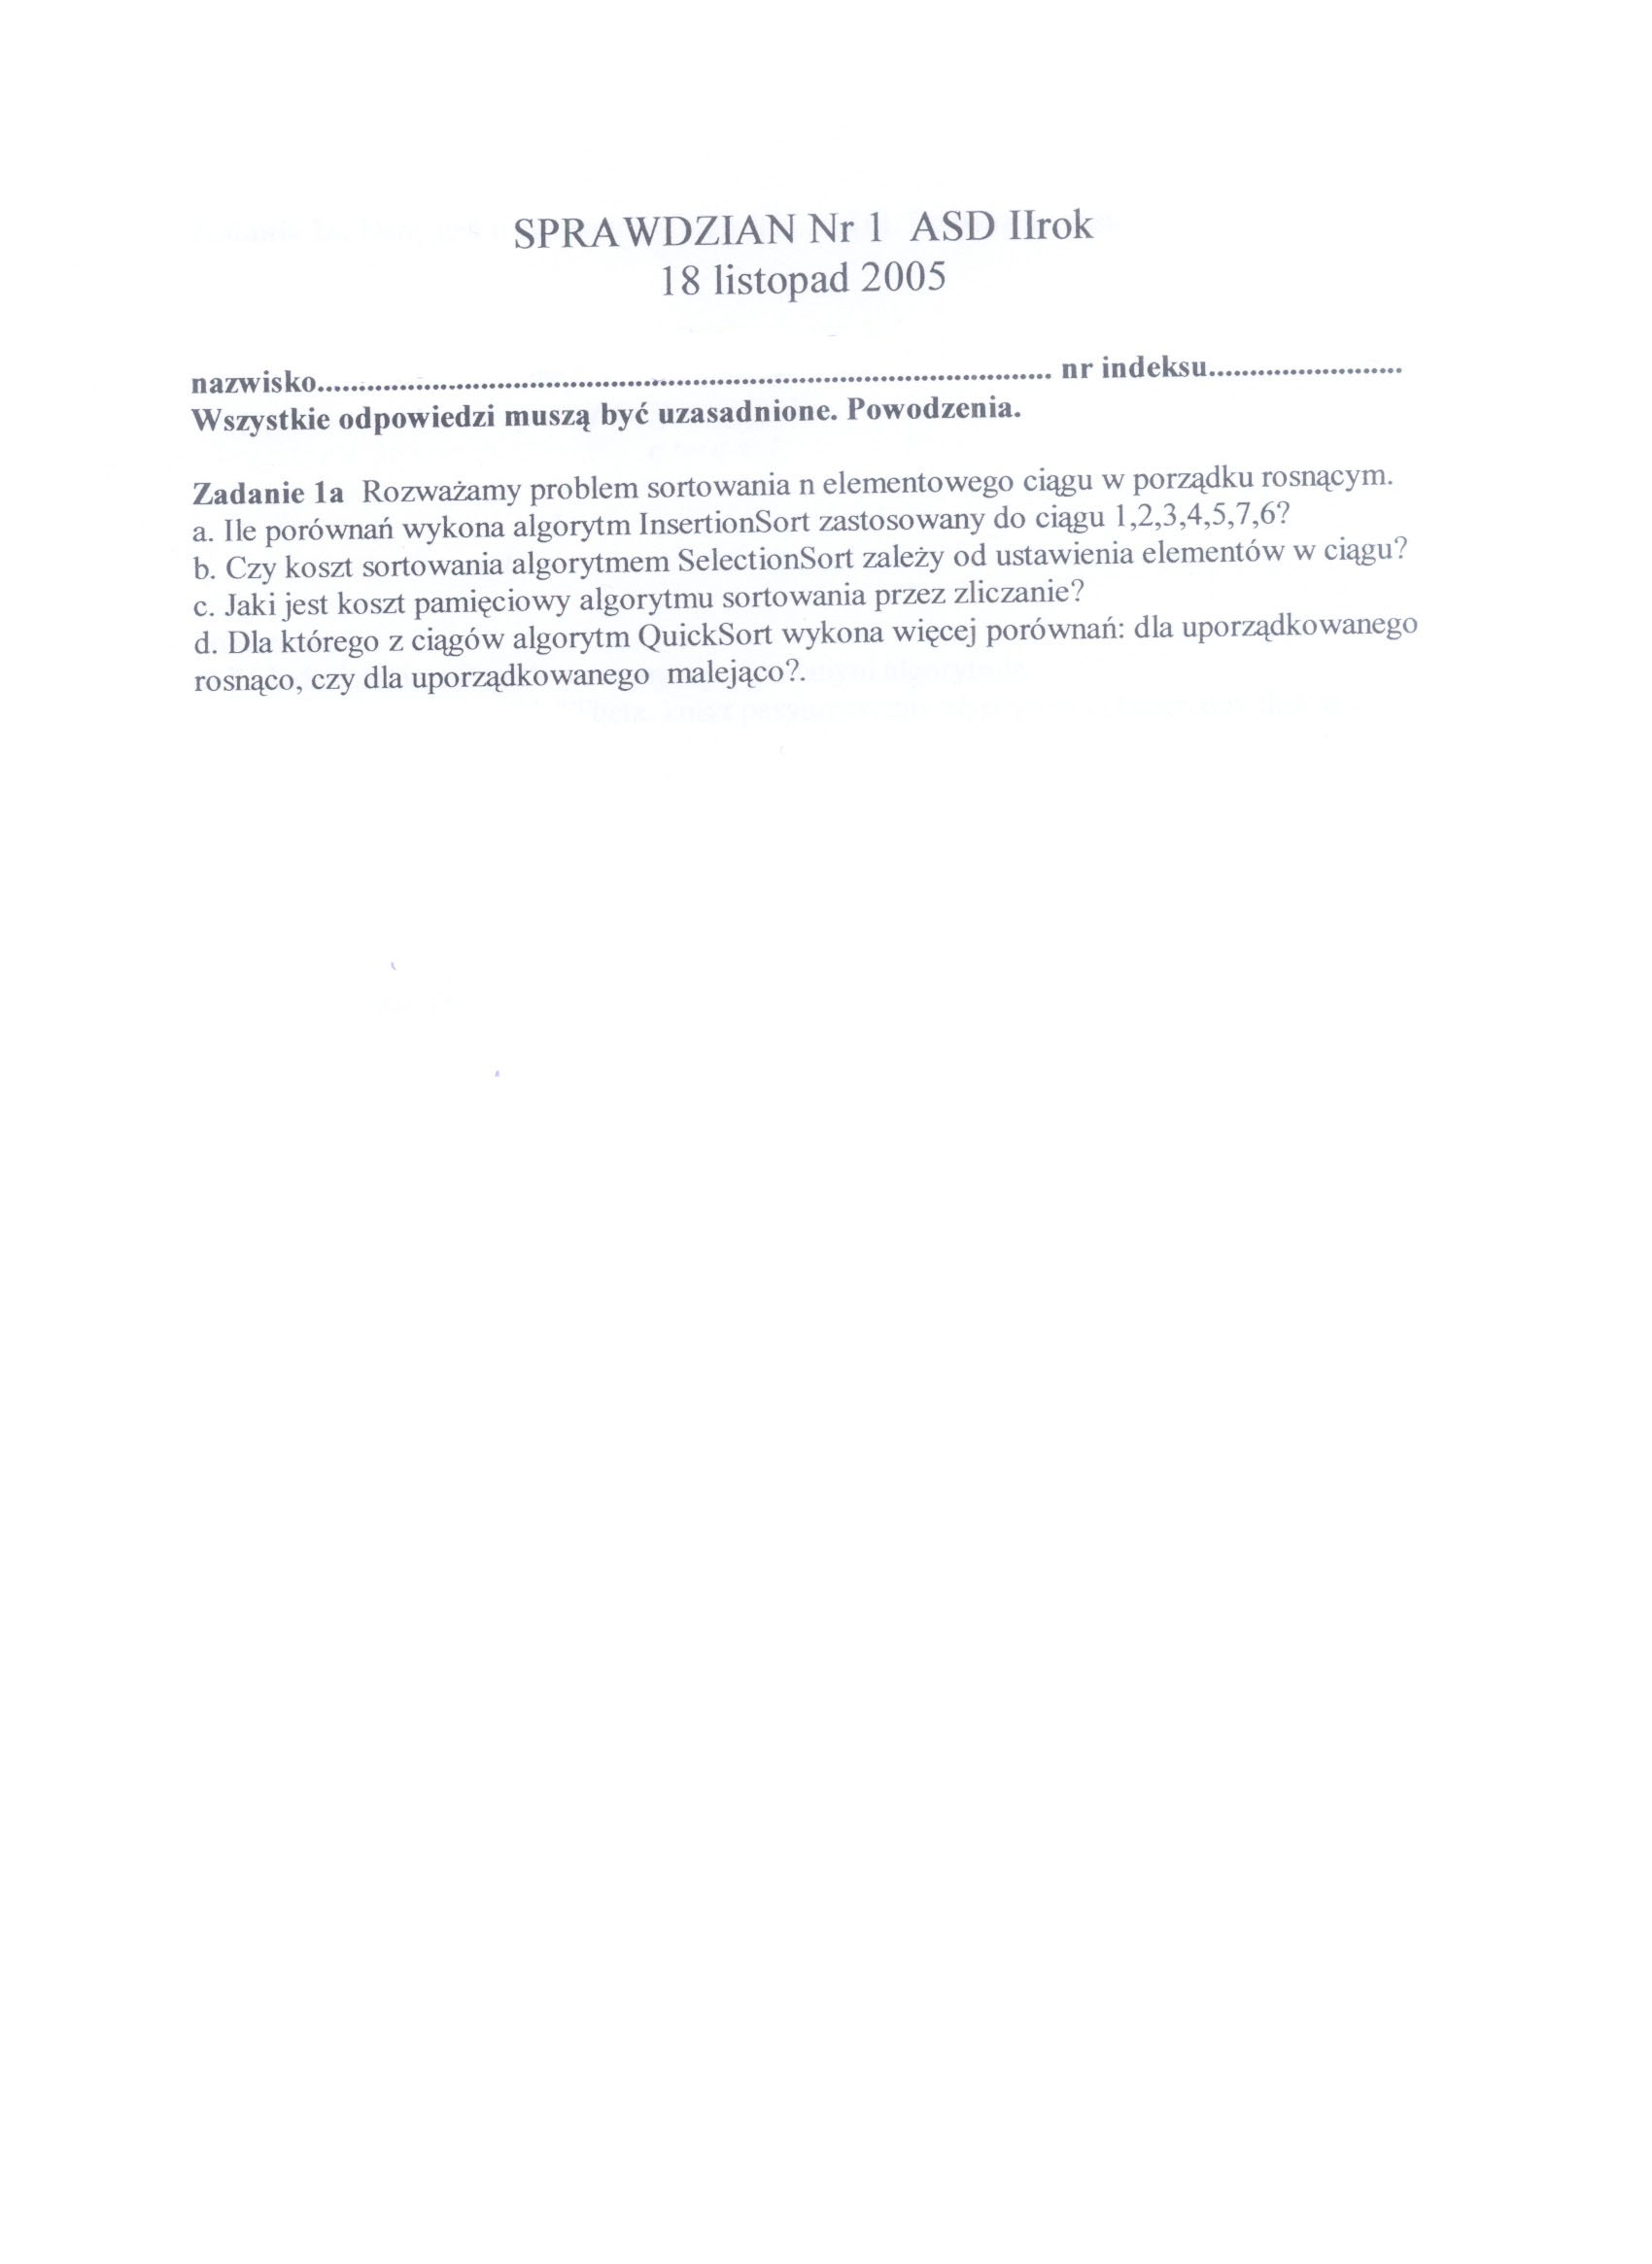 SPRAWDZIAN Nr 1 ASD IIrok
18 listopad 2005
nazwisko........................................................................................... nr indeksu........................
Wszystkie odpowiedzi muszą być uzasadnione. Powodzenia.
Zadanie 1a Rozważamy problem sortowania n elementowego ciągu w porządku rosnącym.
a. Ile porównań wykona algorytm InsertionSort zastosowany do ciągu 1,2,3,4,5,7,6?
b. Czy koszt sortowania algorytmem SelectionSort zależy od ustawienia elementów w ciągu?
c. Jaki jest koszt pamięciowy algorytmu sortowania przez zliczanie?
d. Dla którego z ciągów algorytm QuickSort wykona więcej porównań: dla uporządkowanego
rosnąco, czy dla uporządkowanego malejąco?.